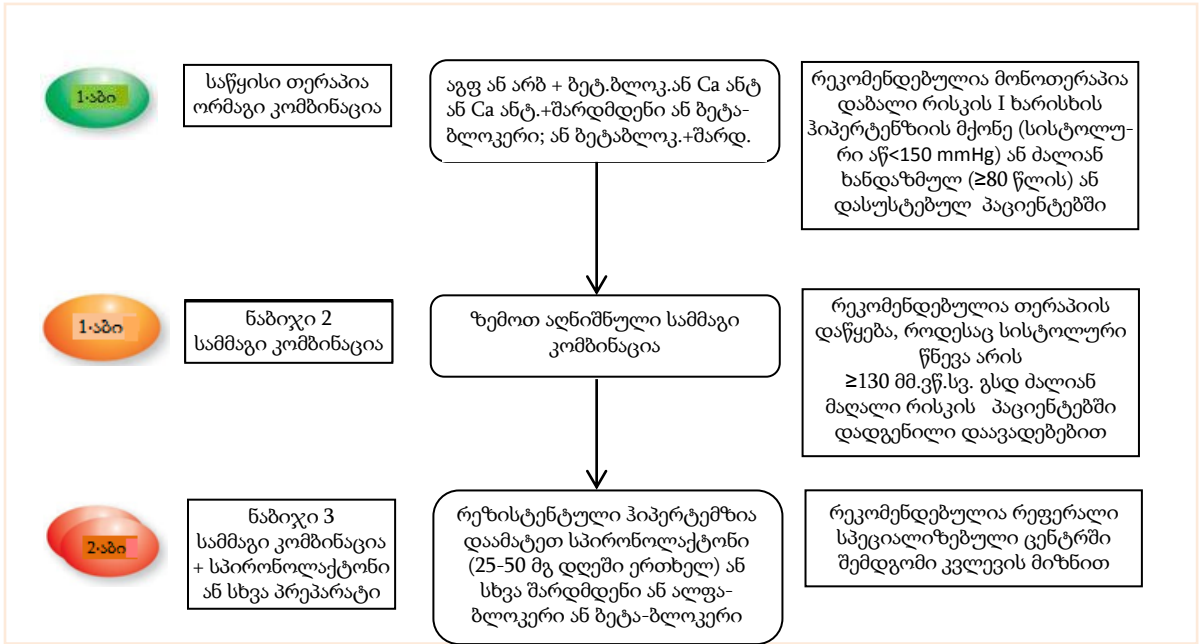 1-აბი
საწყისი თერაპია
ორმაგი კომბინაცია
აგფ ან არბ + ბეტ.ბლოკ.ან Ca ანტ
ან Ca ანტ.+შარდმდენი ან ბეტა-
ბლოკერი; ან ბეტაბლოკ.+შარდ.
რეკომენდებულია მონოთერაპია
დაბალი რისკის I ხარისხის
ჰიპერტენზიის მქონე (სისტოლუ-
რი აწ<150 mmHg) ან ძალიან
ხანდაზმულ (≥80 წლის) ან
დასუსტებულ პაციენტებში
1-აბი
ნაბიჯი 2
სამმაგი კომბინაცია
ზემოთ აღნიშნული სამმაგი
კომბინაცია
რეკომენდებულია თერაპიის
დაწყება, როდესაც სისტოლური
წნევა არის
≥130 მმ.ვწ.სვ. გსდ ძალიან
მაღალი რისკის პაციენტებში
დადგენილი დაავადებებით
2-აბი
ნაბიჯი 3
სამმაგი კომბინაცია
+ სპირონოლაქტონი
ან სხვა პრეპარატი
რეზისტენტული ჰიპერტემზია
დაამატეთ სპირონოლაქტონი
(25-50 მგ დღეში ერთხელ) ან
სხვა შარდმდენი ან ალფა-
ბლოკერი ან ბეტა-ბლოკერი
რეკომენდებულია რეფერალი
სპეციალიზებული ცენტრში
შემდგომი კვლევის მიზნით